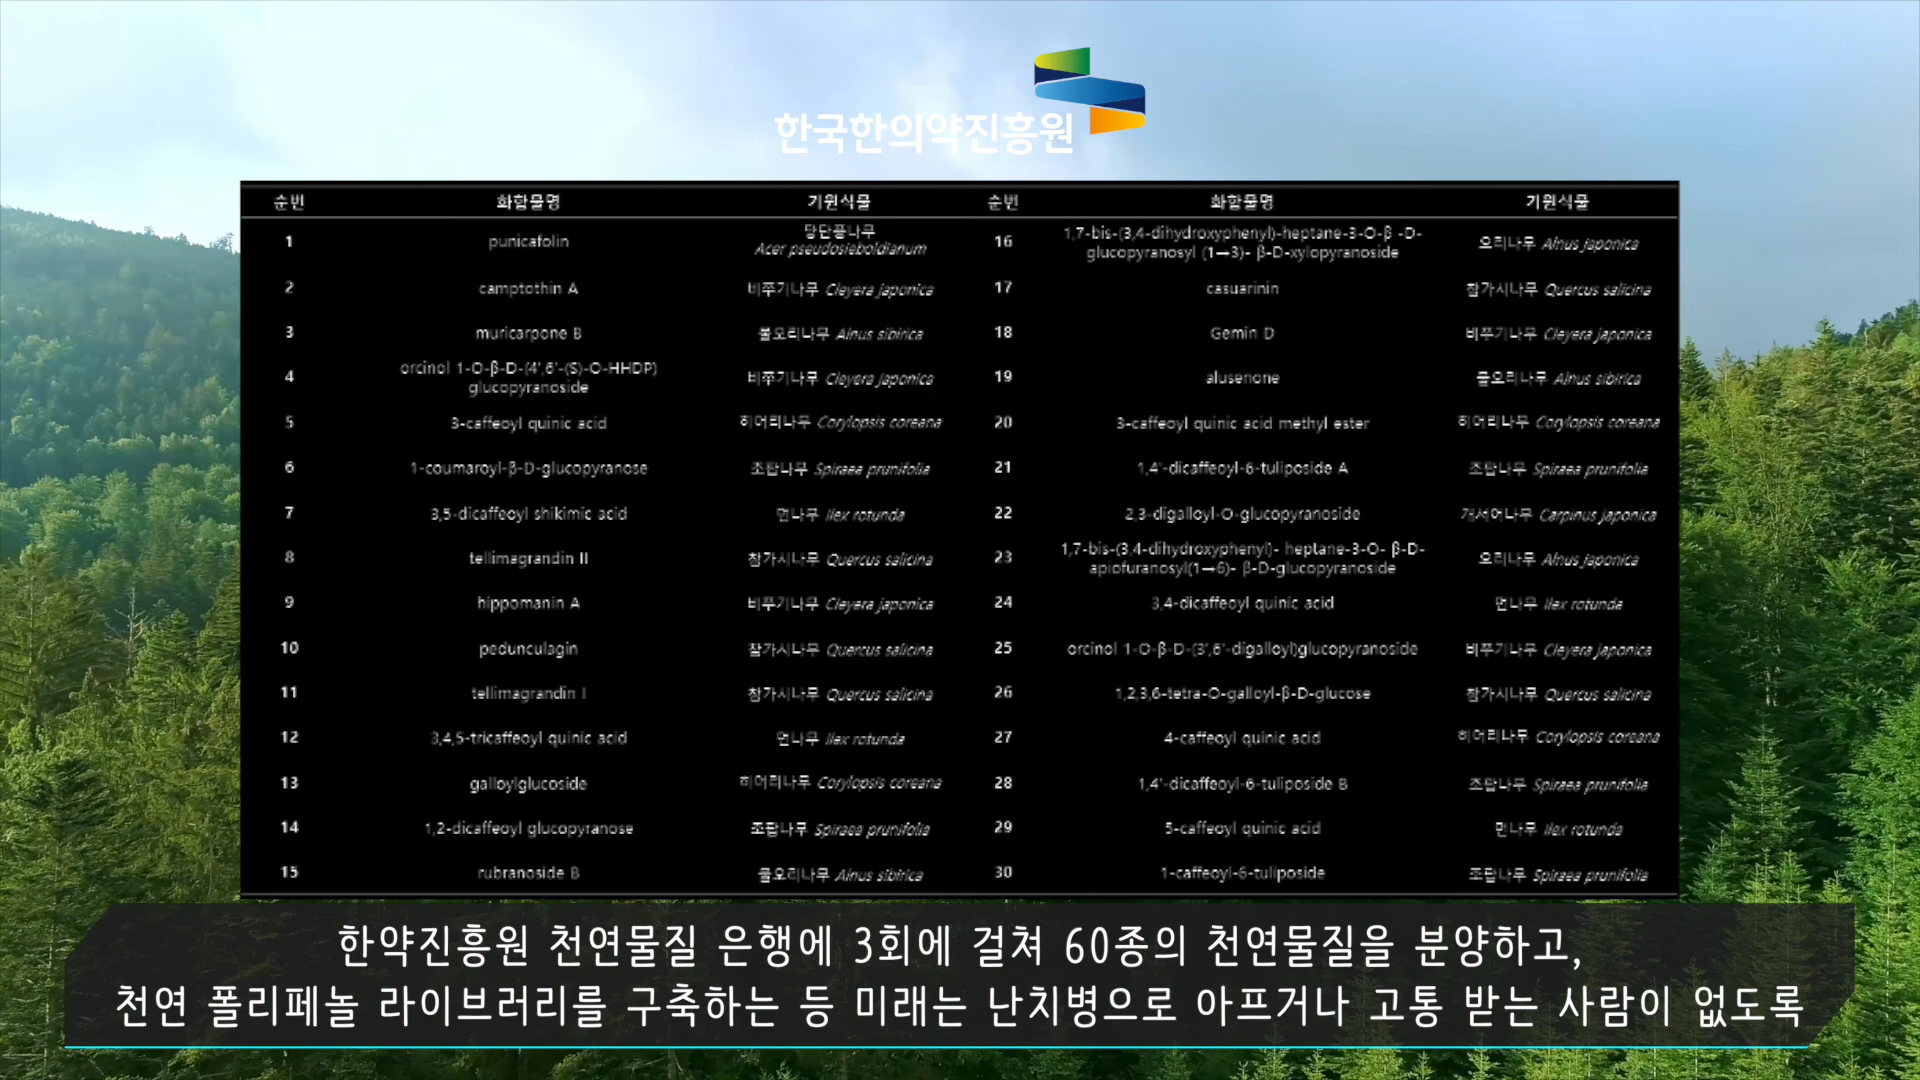 한국한의약진흥원
순번 화합물명 기원식물 순번 화합물명 기원식물
1 punicafolin 당단풍나무 Acer pseudosieboldianum 16 1,7-bis-(3,4-dihydroxyphenyl)-heptane-3-O-β -D-glucopyranosyl (1→3)- β-D-xylopyranoside 오리나무 Alnus japonica
2 camptothin A 비쭈기나무 Cleyera japonica 17 casuarinin 참가시나무 Quercus salicina
3 muricarpone B 물오리나무 Alnus sibirica 18 Gemin D 비쭈기나무 Cleyera japonica
4 orcinol 1-O-β-D-(4',6'-(S)-O-HHDP) glucopyranoside 비쭈기나무 Cleyera japonica 19 alusenone 물오리나무 Alnus sibirica
5 3-caffeoyl quinic acid 히어리나무 Corylopsis coreana 20 3-caffeoyl quinic acid methyl ester 히어리나무 Corylopsis coreana
6 1-coumaroyl-β-D-glucopyranose 조팝나무 Spiraea prunifolia 21 1,4'-dicaffeoyl-6-tuliposide A 조팝나무 Spiraea prunifolia
7 3,5-dicaffeoyl shikimic acid 먼나무 Ilex rotunda 22 2,3-digalloyl-O-glucopyranoside 개서어나무 Carpinus japonica
8 tellimagrandin II 참가시나무 Quercus salicina 23 1,7-bis-(3,4-dihydroxyphenyl)- heptane-3-O- β-D-apiofuranosyl(1→6)- β-D-glucopyranoside 오리나무 Alnus japonica
9 hippomanin A 비쭈기나무 Cleyera japonica 24 3,4-dicaffeoyl quinic acid 먼나무 Ilex rotunda
10 pedunculagin 참가시나무 Quercus salicina 25 orcinol 1-O-β-D-(3',6'-digalloyl)glucopyranoside 비쭈기나무 Cleyera japonica
11 tellimagrandin I 참가시나무 Quercus salicina 26 1,2,3,6-tetra-O-galloyl-β-D-glucose 참가시나무 Quercus salicina
12 3,4,5-tricaffeoyl quinic acid 먼나무 Ilex rotunda 27 4-caffeoyl quinic acid 히어리나무 Corylopsis coreana
13 galloylglucoside 히어리나무 Corylopsis coreana 28 1,4'-dicaffeoyl-6-tuliposide B 조팝나무 Spiraea prunifolia
14 1,2-dicaffeoyl glucopyranose 조팝나무 Spiraea prunifolia 29 5-caffeoyl quinic acid 먼나무 Ilex rotunda
15 rubranoside B 물오리나무 Alnus sibirica 30 1-caffeoyl-6-tuliposide 조팝나무 Spiraea prunifolia
한약진흥원 천연물질 은행에 3회에 걸쳐 60종의 천연물질을 분양하고,
천연 폴리페놀 라이브러리를 구축하는 등 미래는 난치병으로 아프거나 고통 받는 사람이 없도록